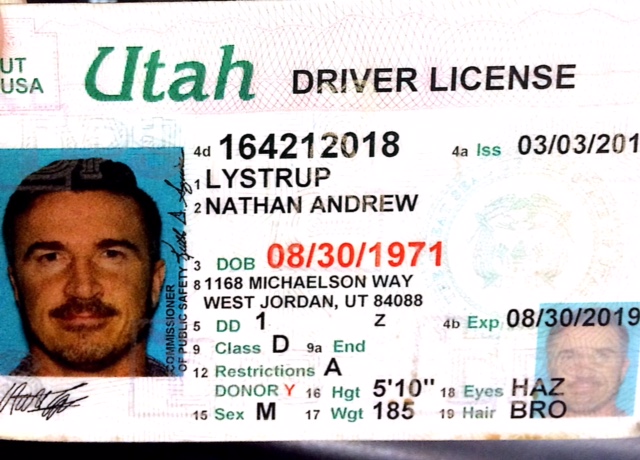 UT
USA
Utah DRIVER LICENSE
4d 164212018 4a Iss 03/03/201
1 LYSTRUP
2 NATHAN ANDREW
3 DOB 08/30/1971
8 1168 MICHAELSON WAY
WEST JORDAN, UT 84088
5 DD 1 Z 4b Exp 08/30/2019
9 Class D 9a End
12 Restrictions A
DONOR Y 16 Hgt 5'10" 18 Eyes HAZ
15 Sex M 17 Wgt 185 19 Hair BRO
COMMISSIONER
OF PUBLIC SAFETY